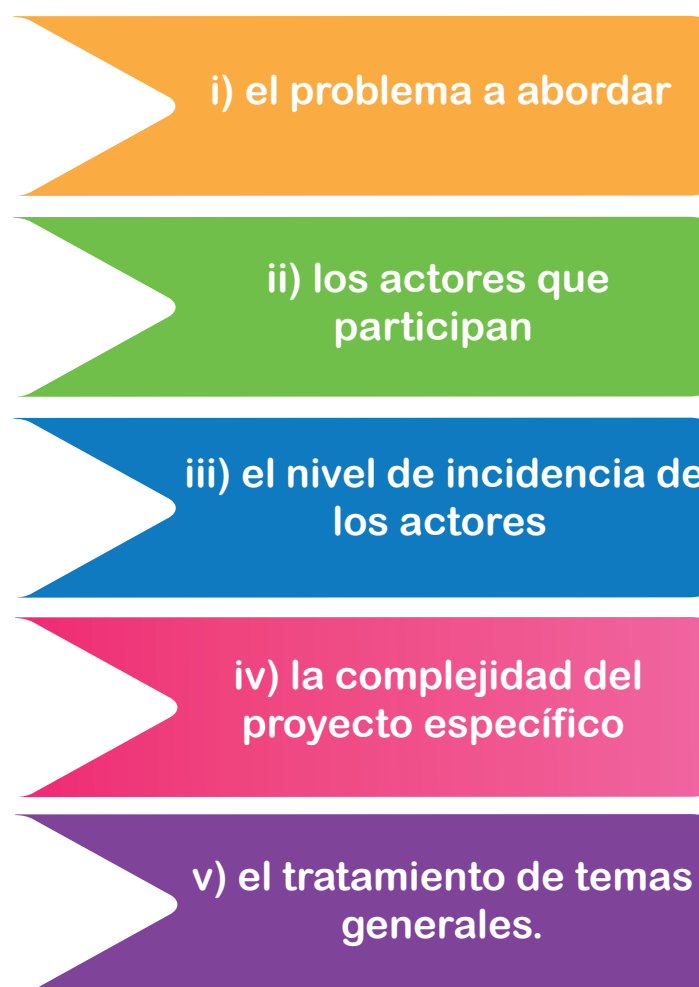 i) el problema a abordar
ii) los actores que
participan
iii) el nivel de incidencia de
los actores
iv) la complejidad del
proyecto específico
v) el tratamiento de temas
generales.